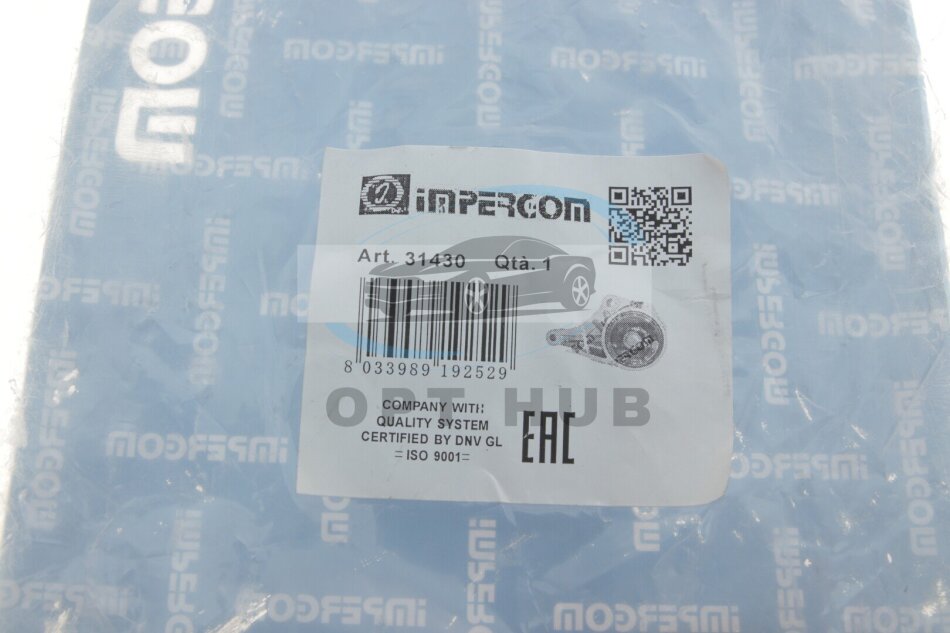 IMPERCOM
Art. 31430 Qtà. 1
8 033989 192529
COMPANY WITH
QUALITY SYSTEM
CERTIFIED BY DNV GL
= ISO 9001=
EAC
OPT HUB